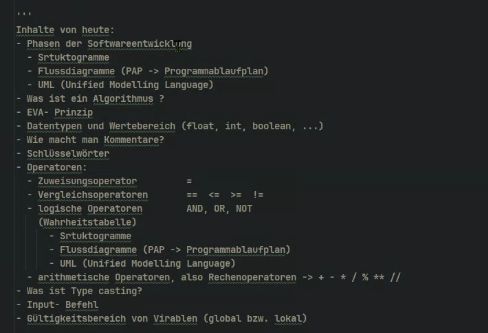 '''
Inhalte von heute:
- Phasen der Softwareentwicklung
- Srtuktogramme
- Flussdiagramme (PAP -> Programmablaufplan)
- UML (Unified Modelling Language)
- Was ist ein Algorithmus ?
- EVA- Prinzip
- Datentypen und Wertebereich (float, int, boolean, ...)
- Wie macht man Kommentare?
- Schlüsselwörter
- Operatoren:
- Zuweisungsoperator =
- Vergleichsoperatoren == <= >= !=
- logische Operatoren AND, OR, NOT
(Wahrheitstabelle)
- Srtuktogramme
- Flussdiagramme (PAP -> Programmablaufplan)
- UML (Unified Modelling Language)
- arithmetische Operatoren, also Rechenoperatoren -> + - * / % ** //
- Was ist Type casting?
- Input- Befehl
- Gültigkeitsbereich von Virablen (global bzw. lokal)